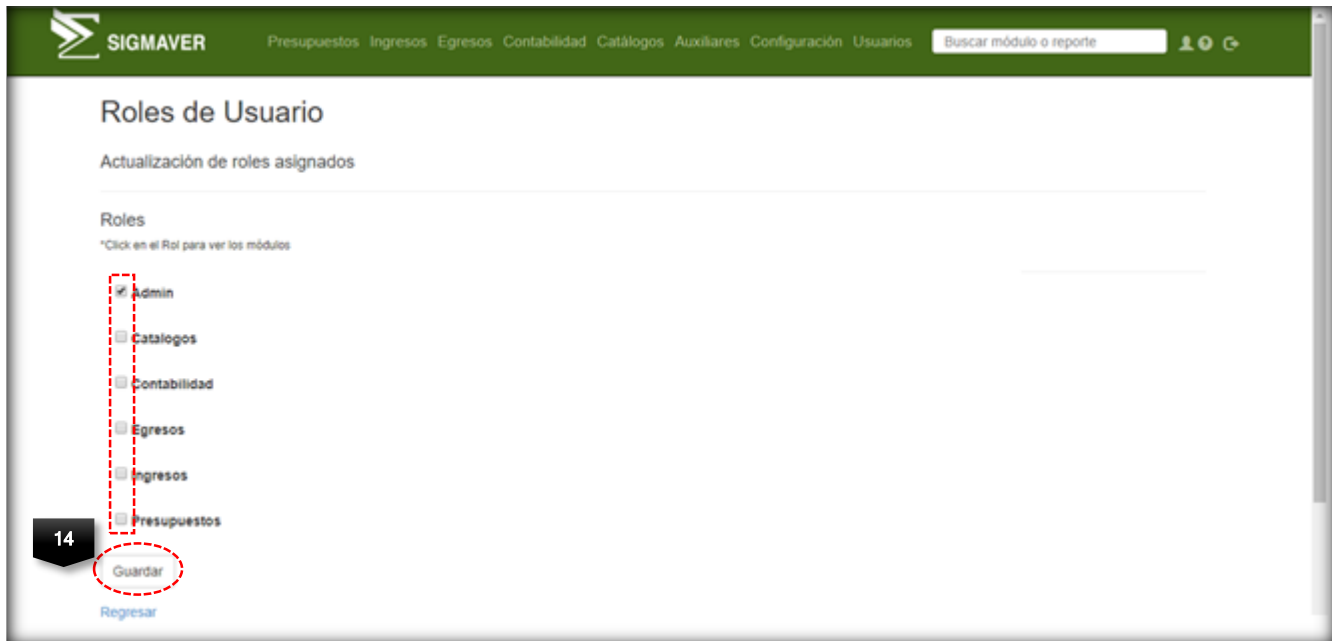 SIGMAVER Presupuestos Ingresos Egresos Contabilidad Catálogos Auxiliares Configuración Usuarios Buscar módulo o reporte
Roles de Usuario
Actualización de roles asignados
Roles
*Click en el Rol para ver los módulos
Admin
Catalogos
Contabilidad
Egresos
Ingresos
Presupuestos
14
Guardar
Regresar